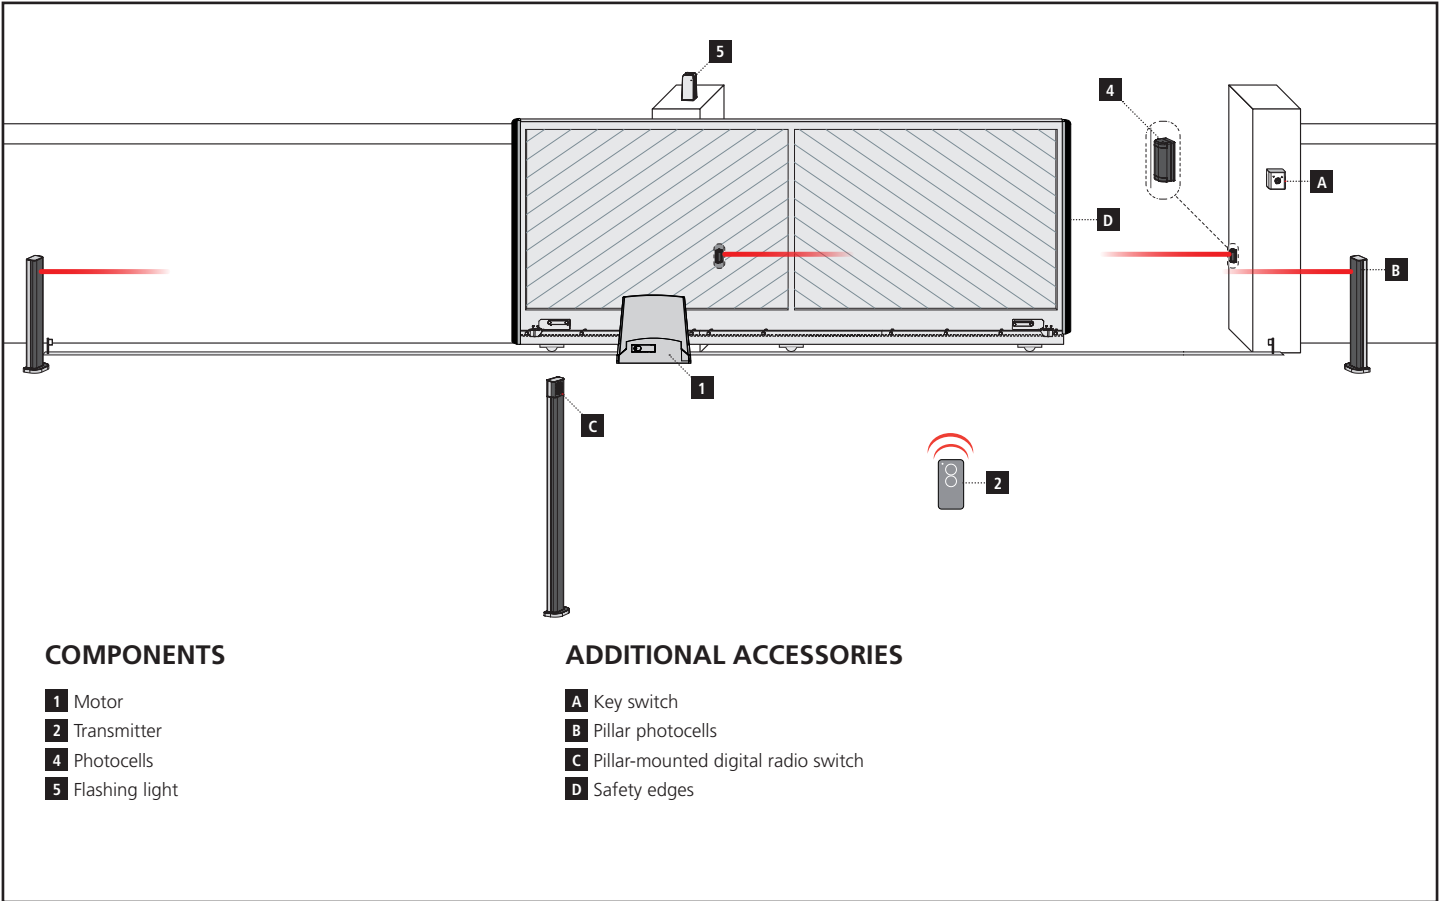 5
4
A
D
B
1
C
2
COMPONENTS
1 Motor
2 Transmitter
4 Photocells
5 Flashing light
ADDITIONAL ACCESSORIES
A Key switch
B Pillar photocells
C Pillar-mounted digital radio switch
D Safety edges